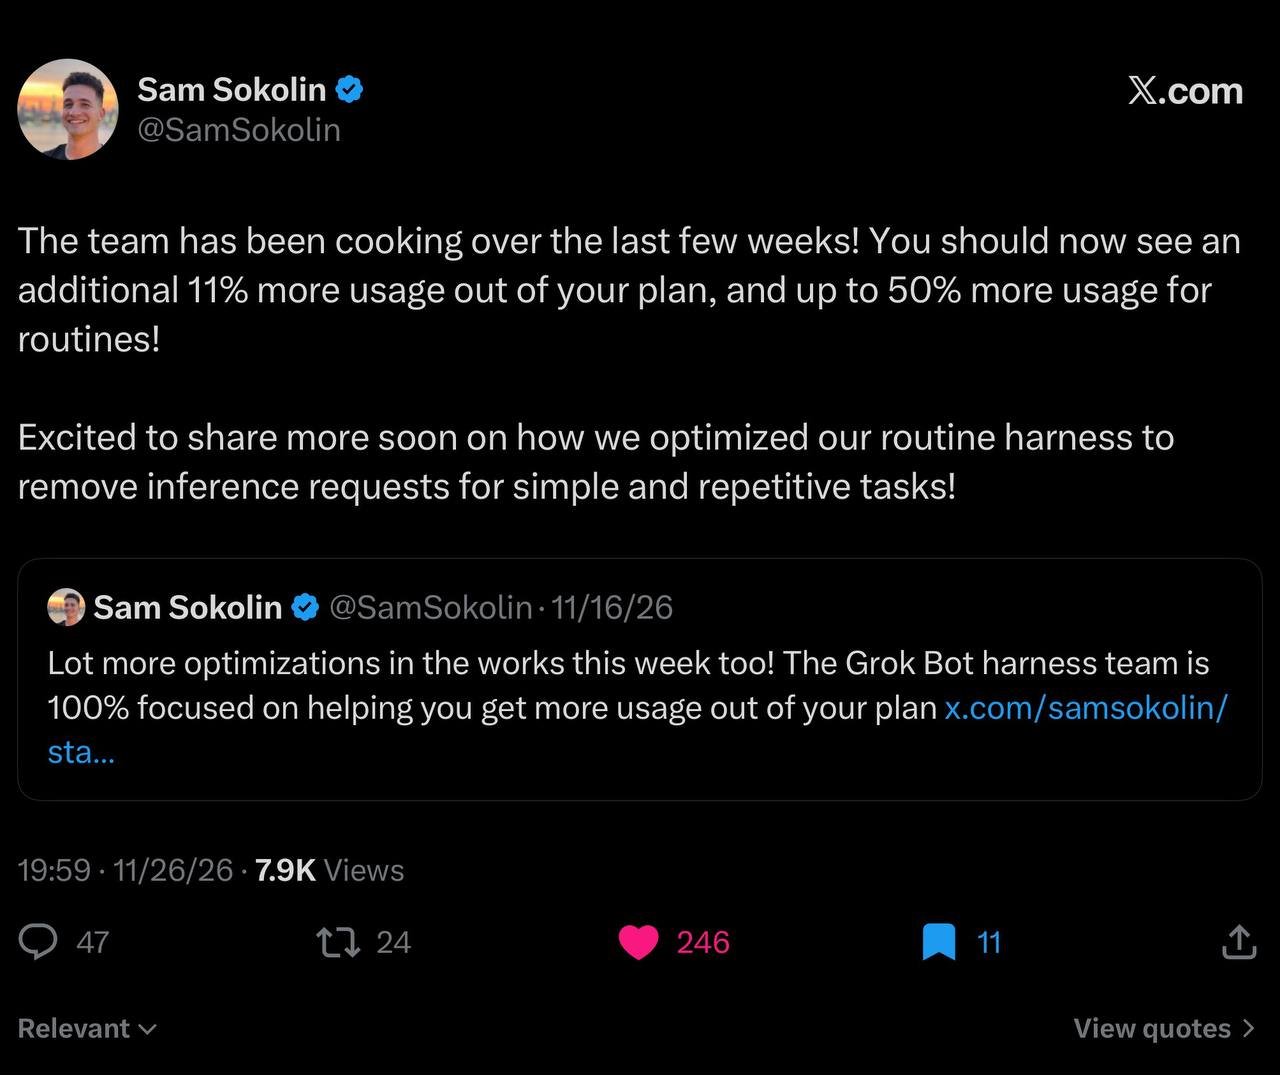 Sam Sokolin
@SamSokolin
X.com
The team has been cooking over the last few weeks! You should now see an
additional 11% more usage out of your plan, and up to 50% more usage for
routines!
Excited to share more soon on how we optimized our routine harness to
remove inference requests for simple and repetitive tasks!
Sam Sokolin @SamSokolin · 11/16/26
Lot more optimizations in the works this week too! The Grok Bot harness team is
100% focused on helping you get more usage out of your plan x.com/samsokolin/
sta...
19:59 · 11/26/26 · 7.9K Views
47 24 246 11
Relevant View quotes